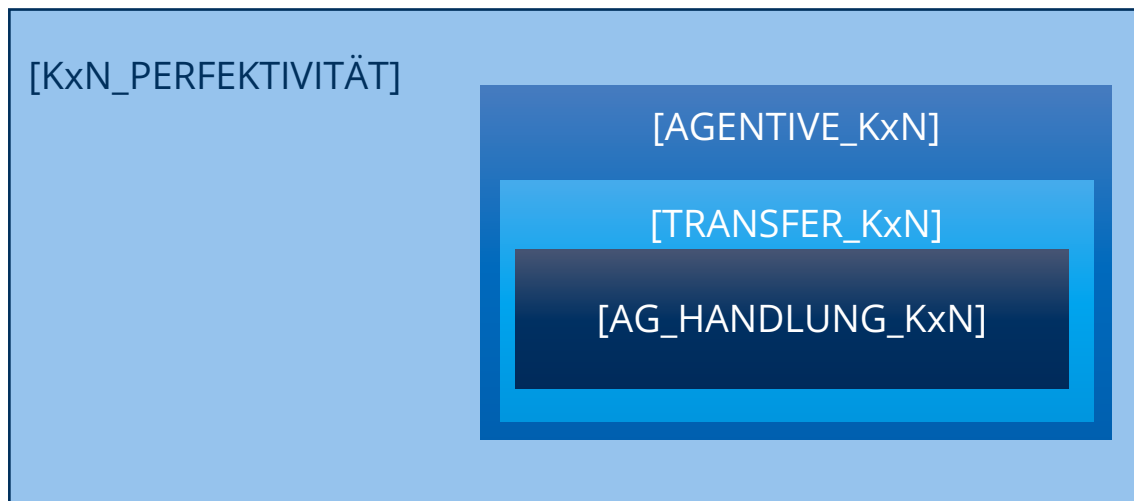 [KxN_PERFEKTIVITÄT]
[AGENTIVE_KxN]
[TRANSFER_KxN]
[AG_HANDLUNG_KxN]